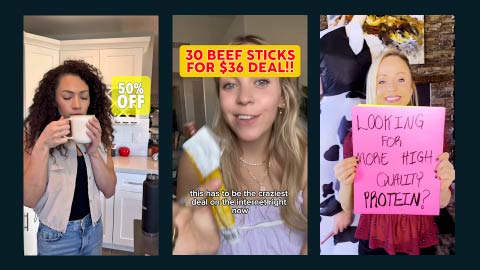 50%
OFF
30 BEEF STICKS
FOR $36 DEAL!!
this has to be the craziest
deal on the internet right
now
LOOKING
FOR
MORE HIGH
QUALITY
PROTEIN?